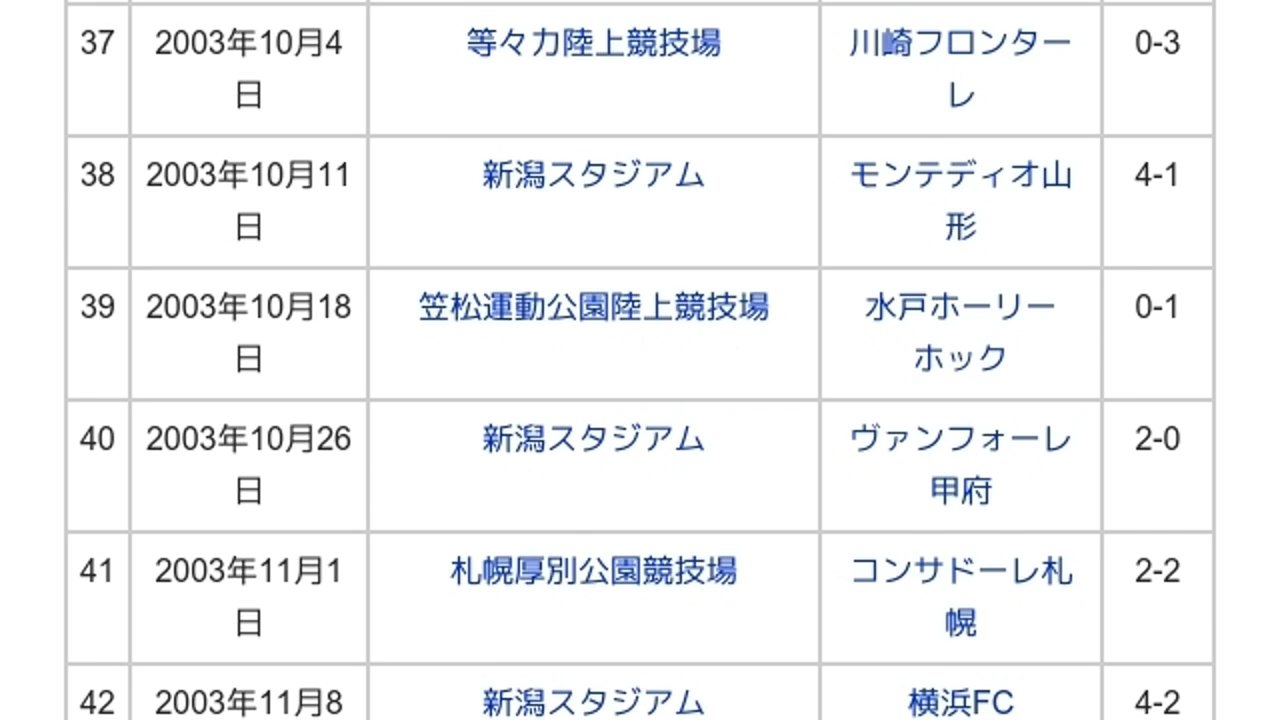 37 2003年10月4日 等々力陸上競技場 川崎フロンターレ 0-3
38 2003年10月11日 新潟スタジアム モンテディオ山形 4-1
39 2003年10月18日 笠松運動公園陸上競技場 水戸ホーリーホック 0-1
40 2003年10月26日 新潟スタジアム ヴァンフォーレ甲府 2-0
41 2003年11月1日 札幌厚別公園競技場 コンサドーレ札幌 2-2
42 2003年11月8 新潟スタジアム 横浜FC 4-2